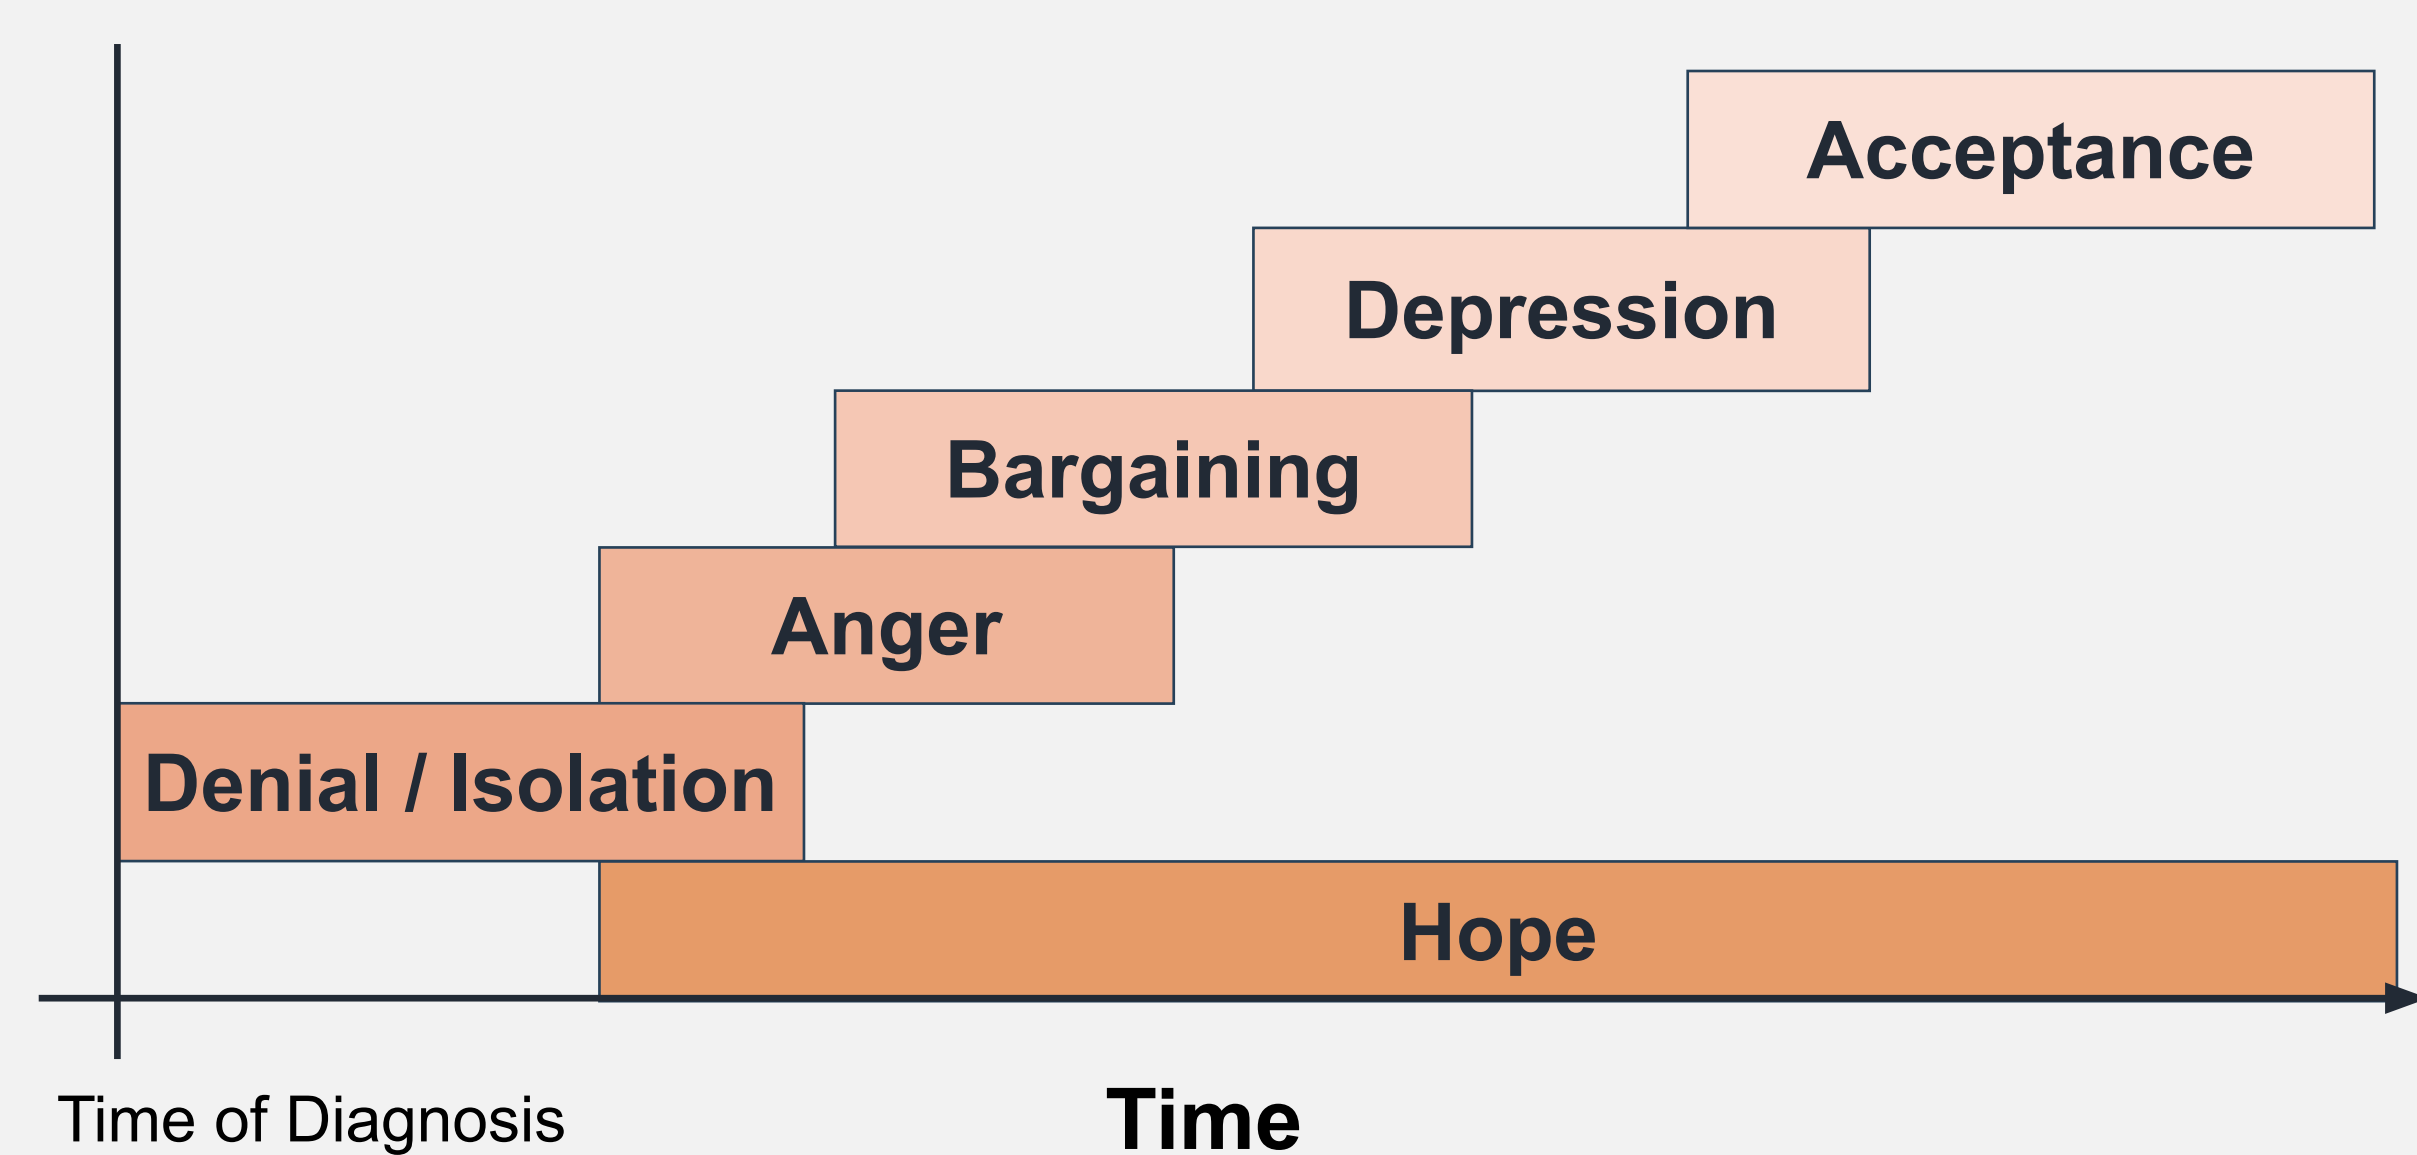 Acceptance
Depression
Bargaining
Anger
Denial / Isolation
Hope
Time of Diagnosis
Time